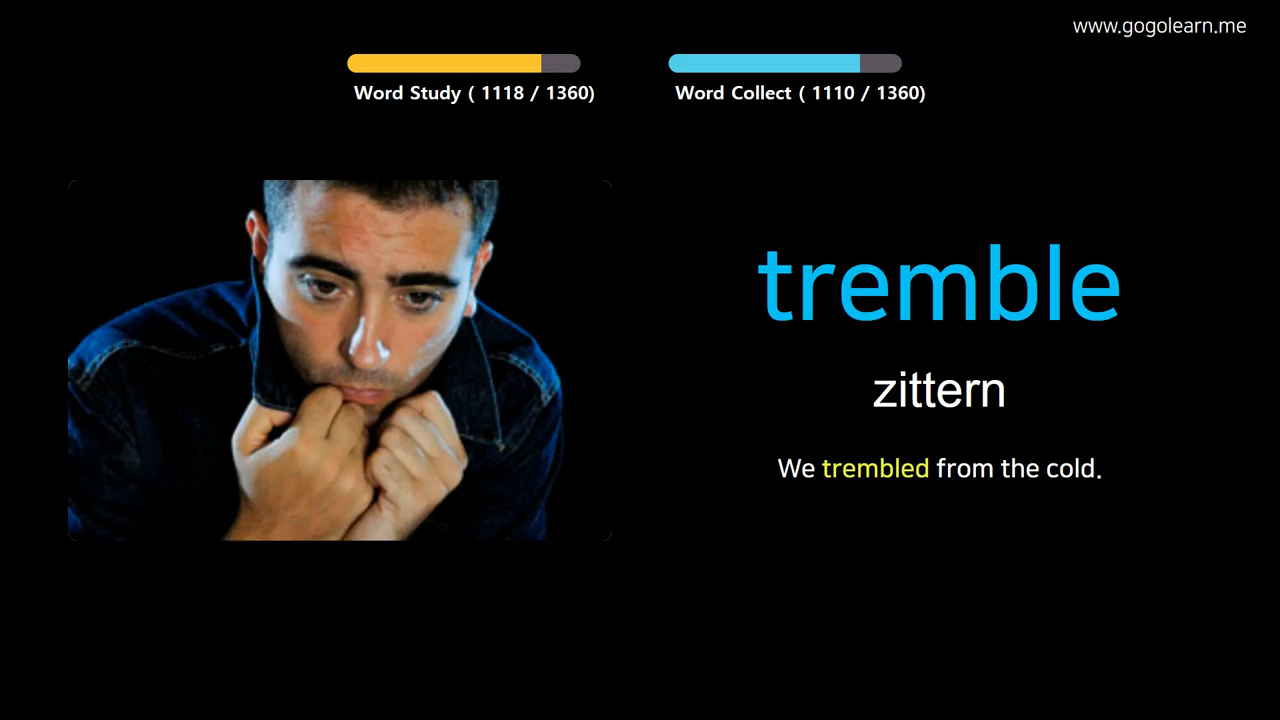 www.gogolearn.me
Word Study ( 1118 / 1360)
Word Collect ( 1110 / 1360)
tremble
zittern
We trembled from the cold.